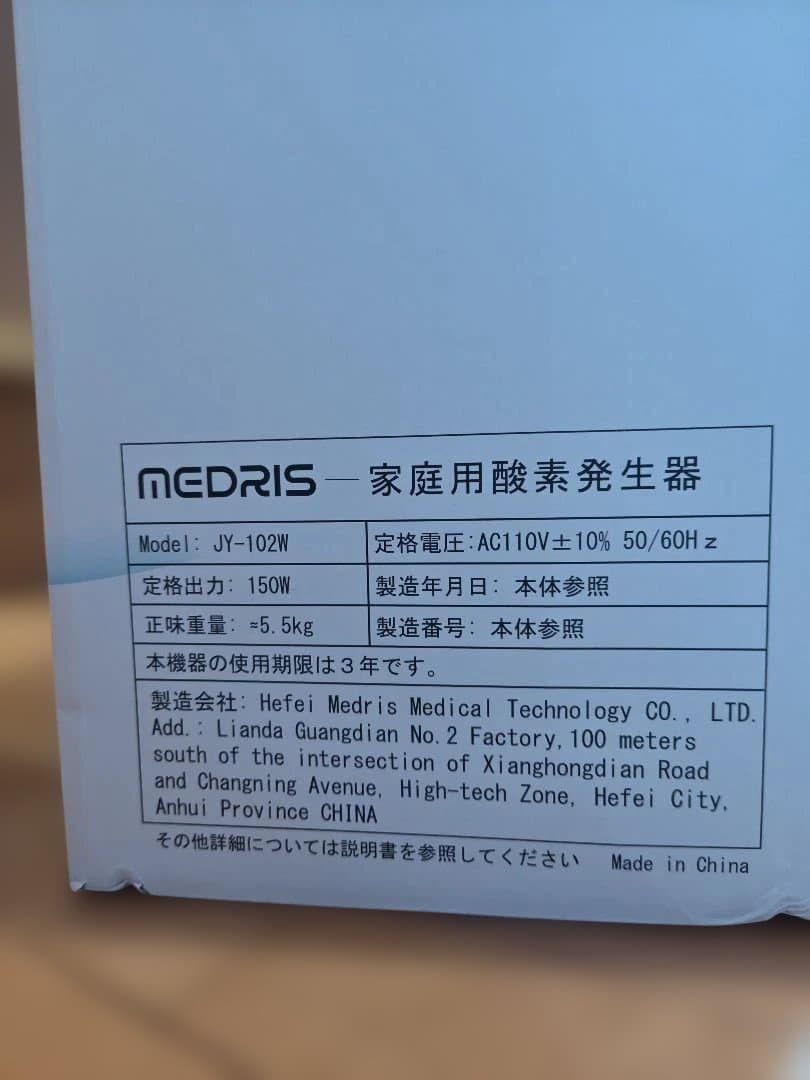 MEDRIS — 家庭用酸素発生器
Model: JY-102W 定格電圧:AC110V±10% 50/60Hz
定格出力: 150W 製造年月日: 本体参照
正味重量: ≈5.5kg 製造番号: 本体参照
本機器の使用期限は3年です。
製造会社: Hefei Medris Medical Technology CO., LTD.
Add.: Lianda Guangdian No.2 Factory,100 meters
south of the intersection of Xianghongdian Road
and Changning Avenue, High-tech Zone, Hefei City,
Anhui Province CHINA
その他詳細については説明書を参照してください Made in China